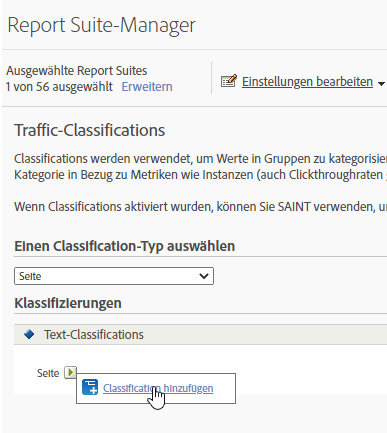 Report Suite-Manager
Ausgewählte Report Suites
1 von 56 ausgewählt Erweitern
Einstellungen bearbeiten
Traffic-Classifications
Classifications werden verwendet, um Werte in Gruppen zu kategorisie
Kategorie in Bezug zu Metriken wie Instanzen (auch Clickthroughraten
Wenn Classifications aktiviert wurden, können Sie SAINT verwenden, u
Einen Classification-Typ auswählen
Seite
Klassifizierungen
Text-Classifications
Seite
Classification hinzufügen